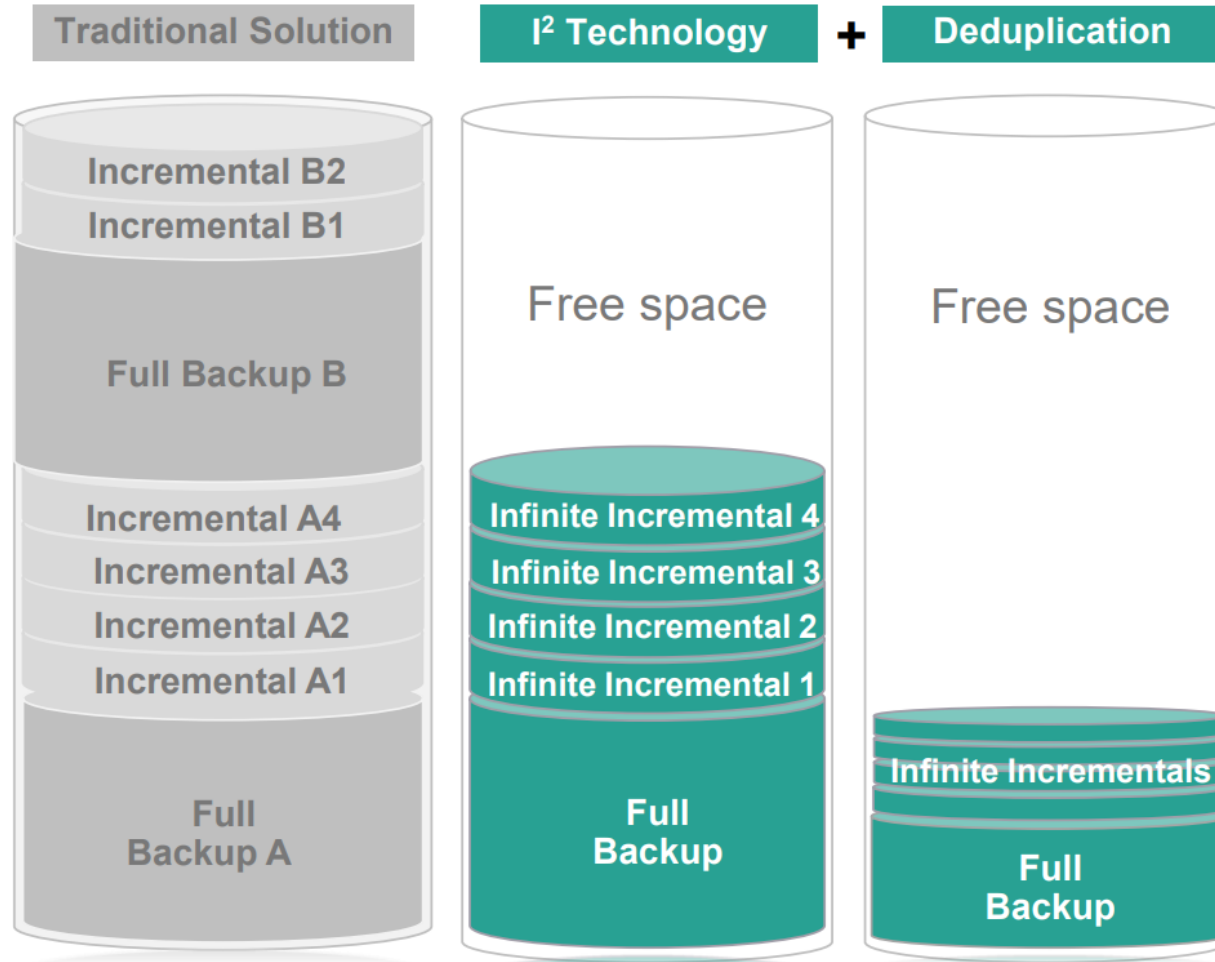 Traditional Solution
I² Technology
+
Deduplication
Incremental B2
Incremental B1
Full Backup B
Incremental A4
Incremental A3
Incremental A2
Incremental A1
Full
Backup A
Free space
Infinite Incremental 4
Infinite Incremental 3
Infinite Incremental 2
Infinite Incremental 1
Full
Backup
Free space
Infinite Incrementals
Full
Backup